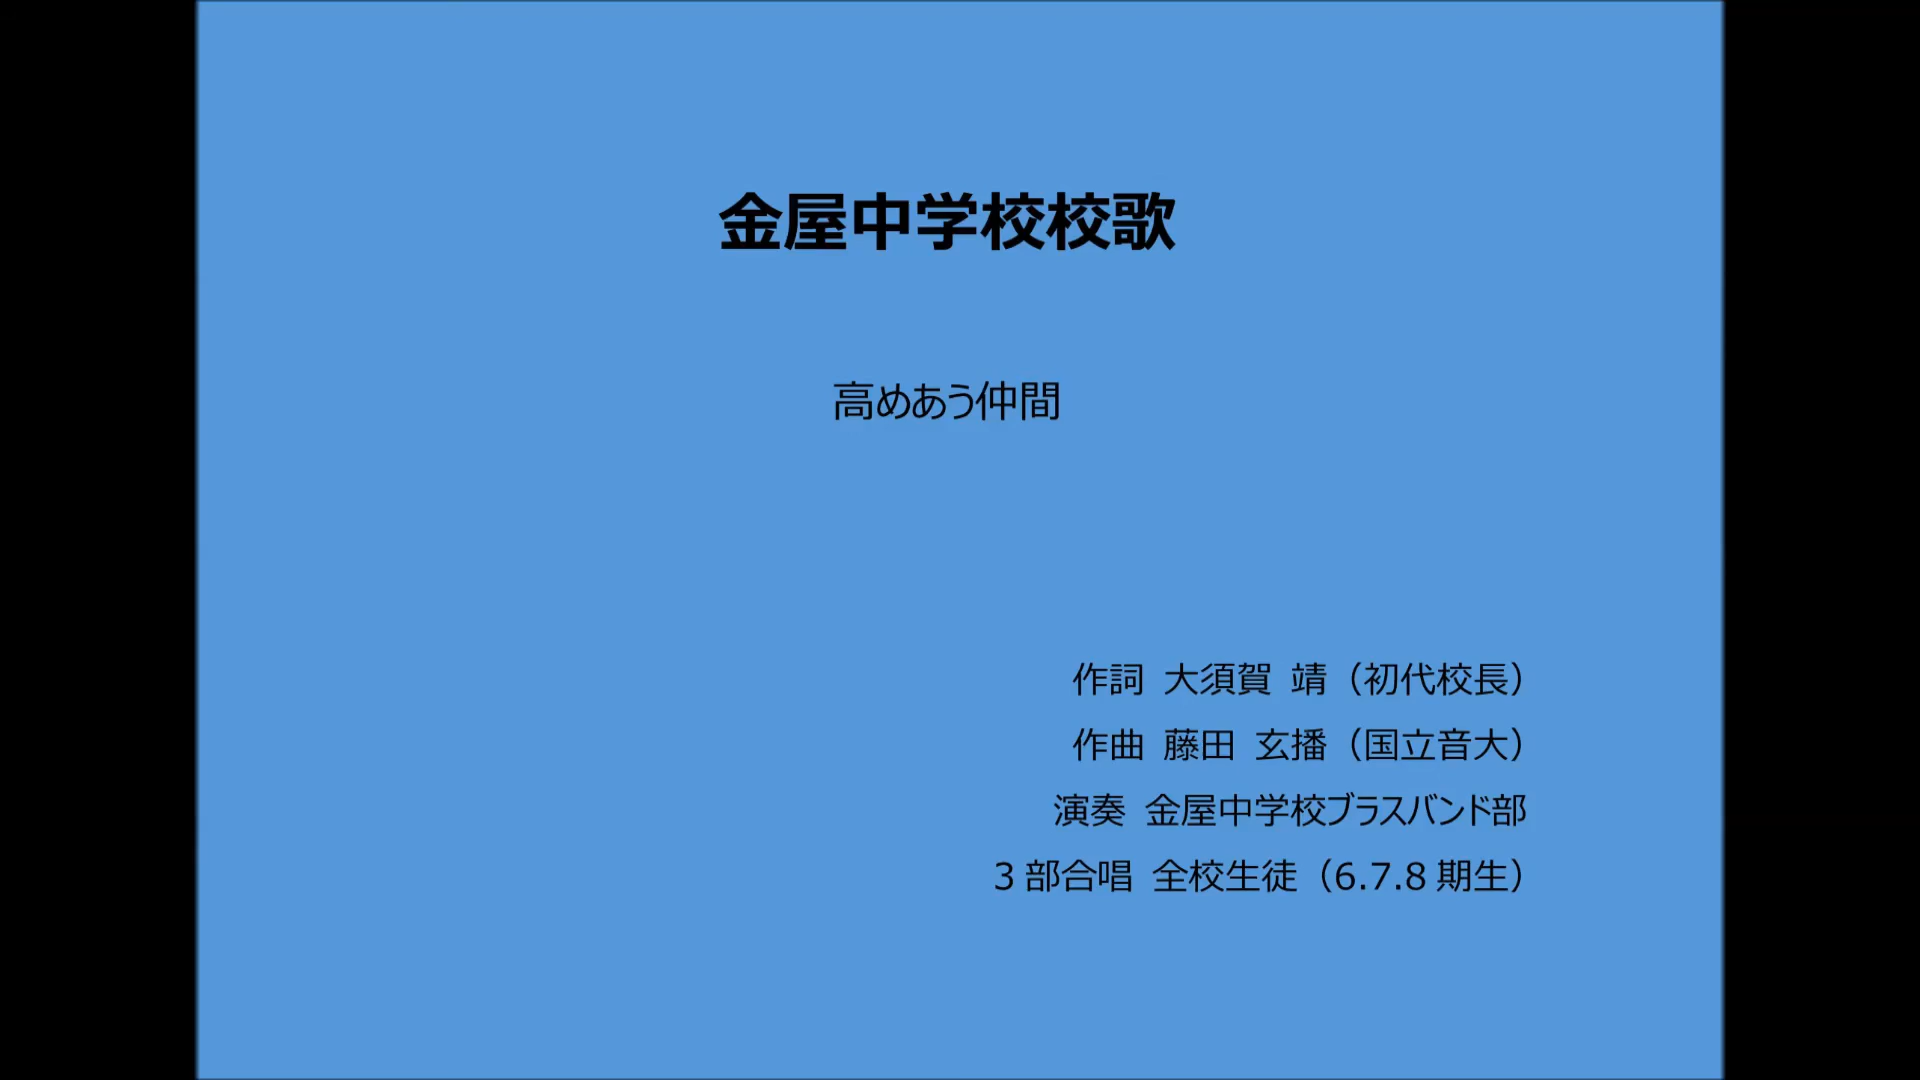 金屋中学校校歌
高めあう仲間
作詞 大須賀 靖（初代校長）
作曲 藤田 玄播（国立音大）
演奏 金屋中学校ブラスバンド部
3 部合唱 全校生徒（6.7.8 期生）